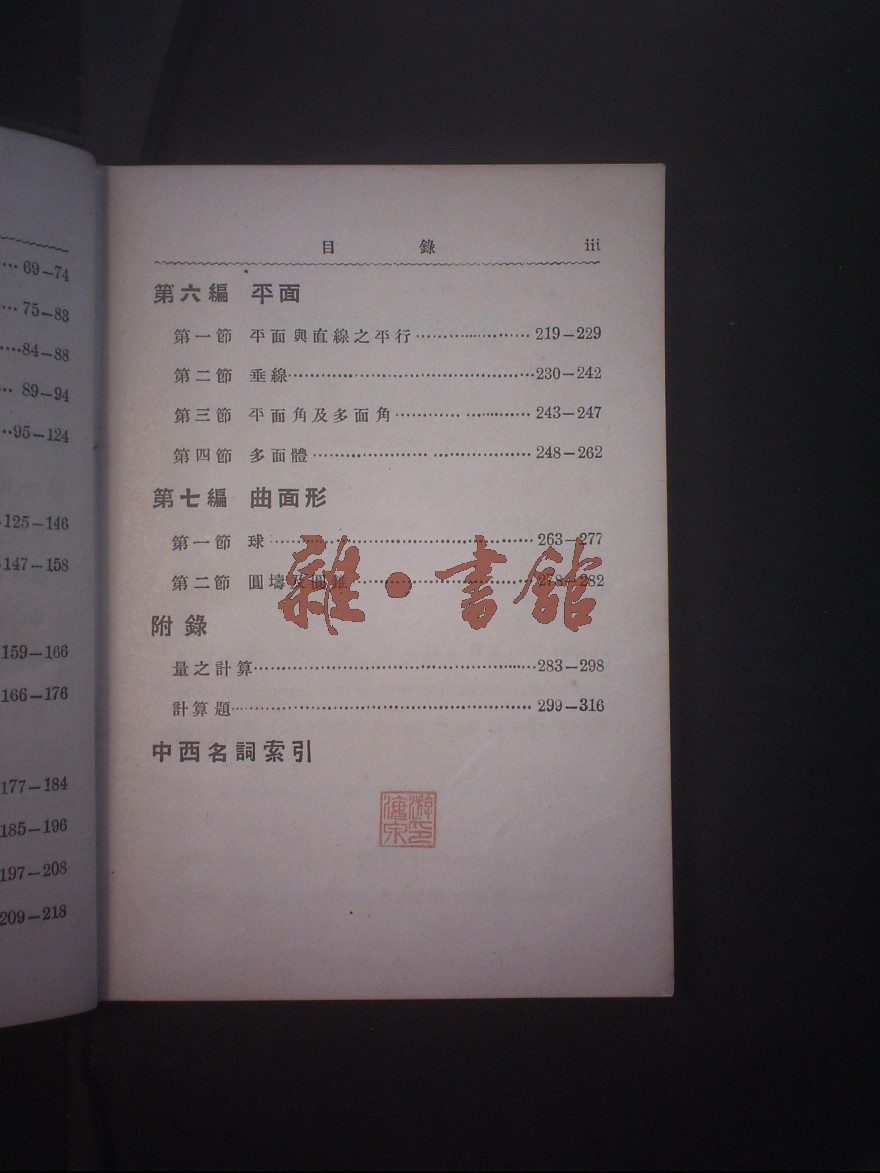 69–74
75–83
84–88
89–94
95–124
125–146
147–158
159–166
166–176
177–184
185–196
197–208
209–218
目 錄 iii
第六編 平面
第一節 平面與直線之平行 219–229
第二節 垂線 230–242
第三節 平面角及多面角 243–247
第四節 多面體 248–262
第七編 曲面形
第一節 球 263–277
第二節 圓壔及圓錐 278–282
雜·書館
附錄
量之計算 283–298
計算題 299–316
中西名詞索引